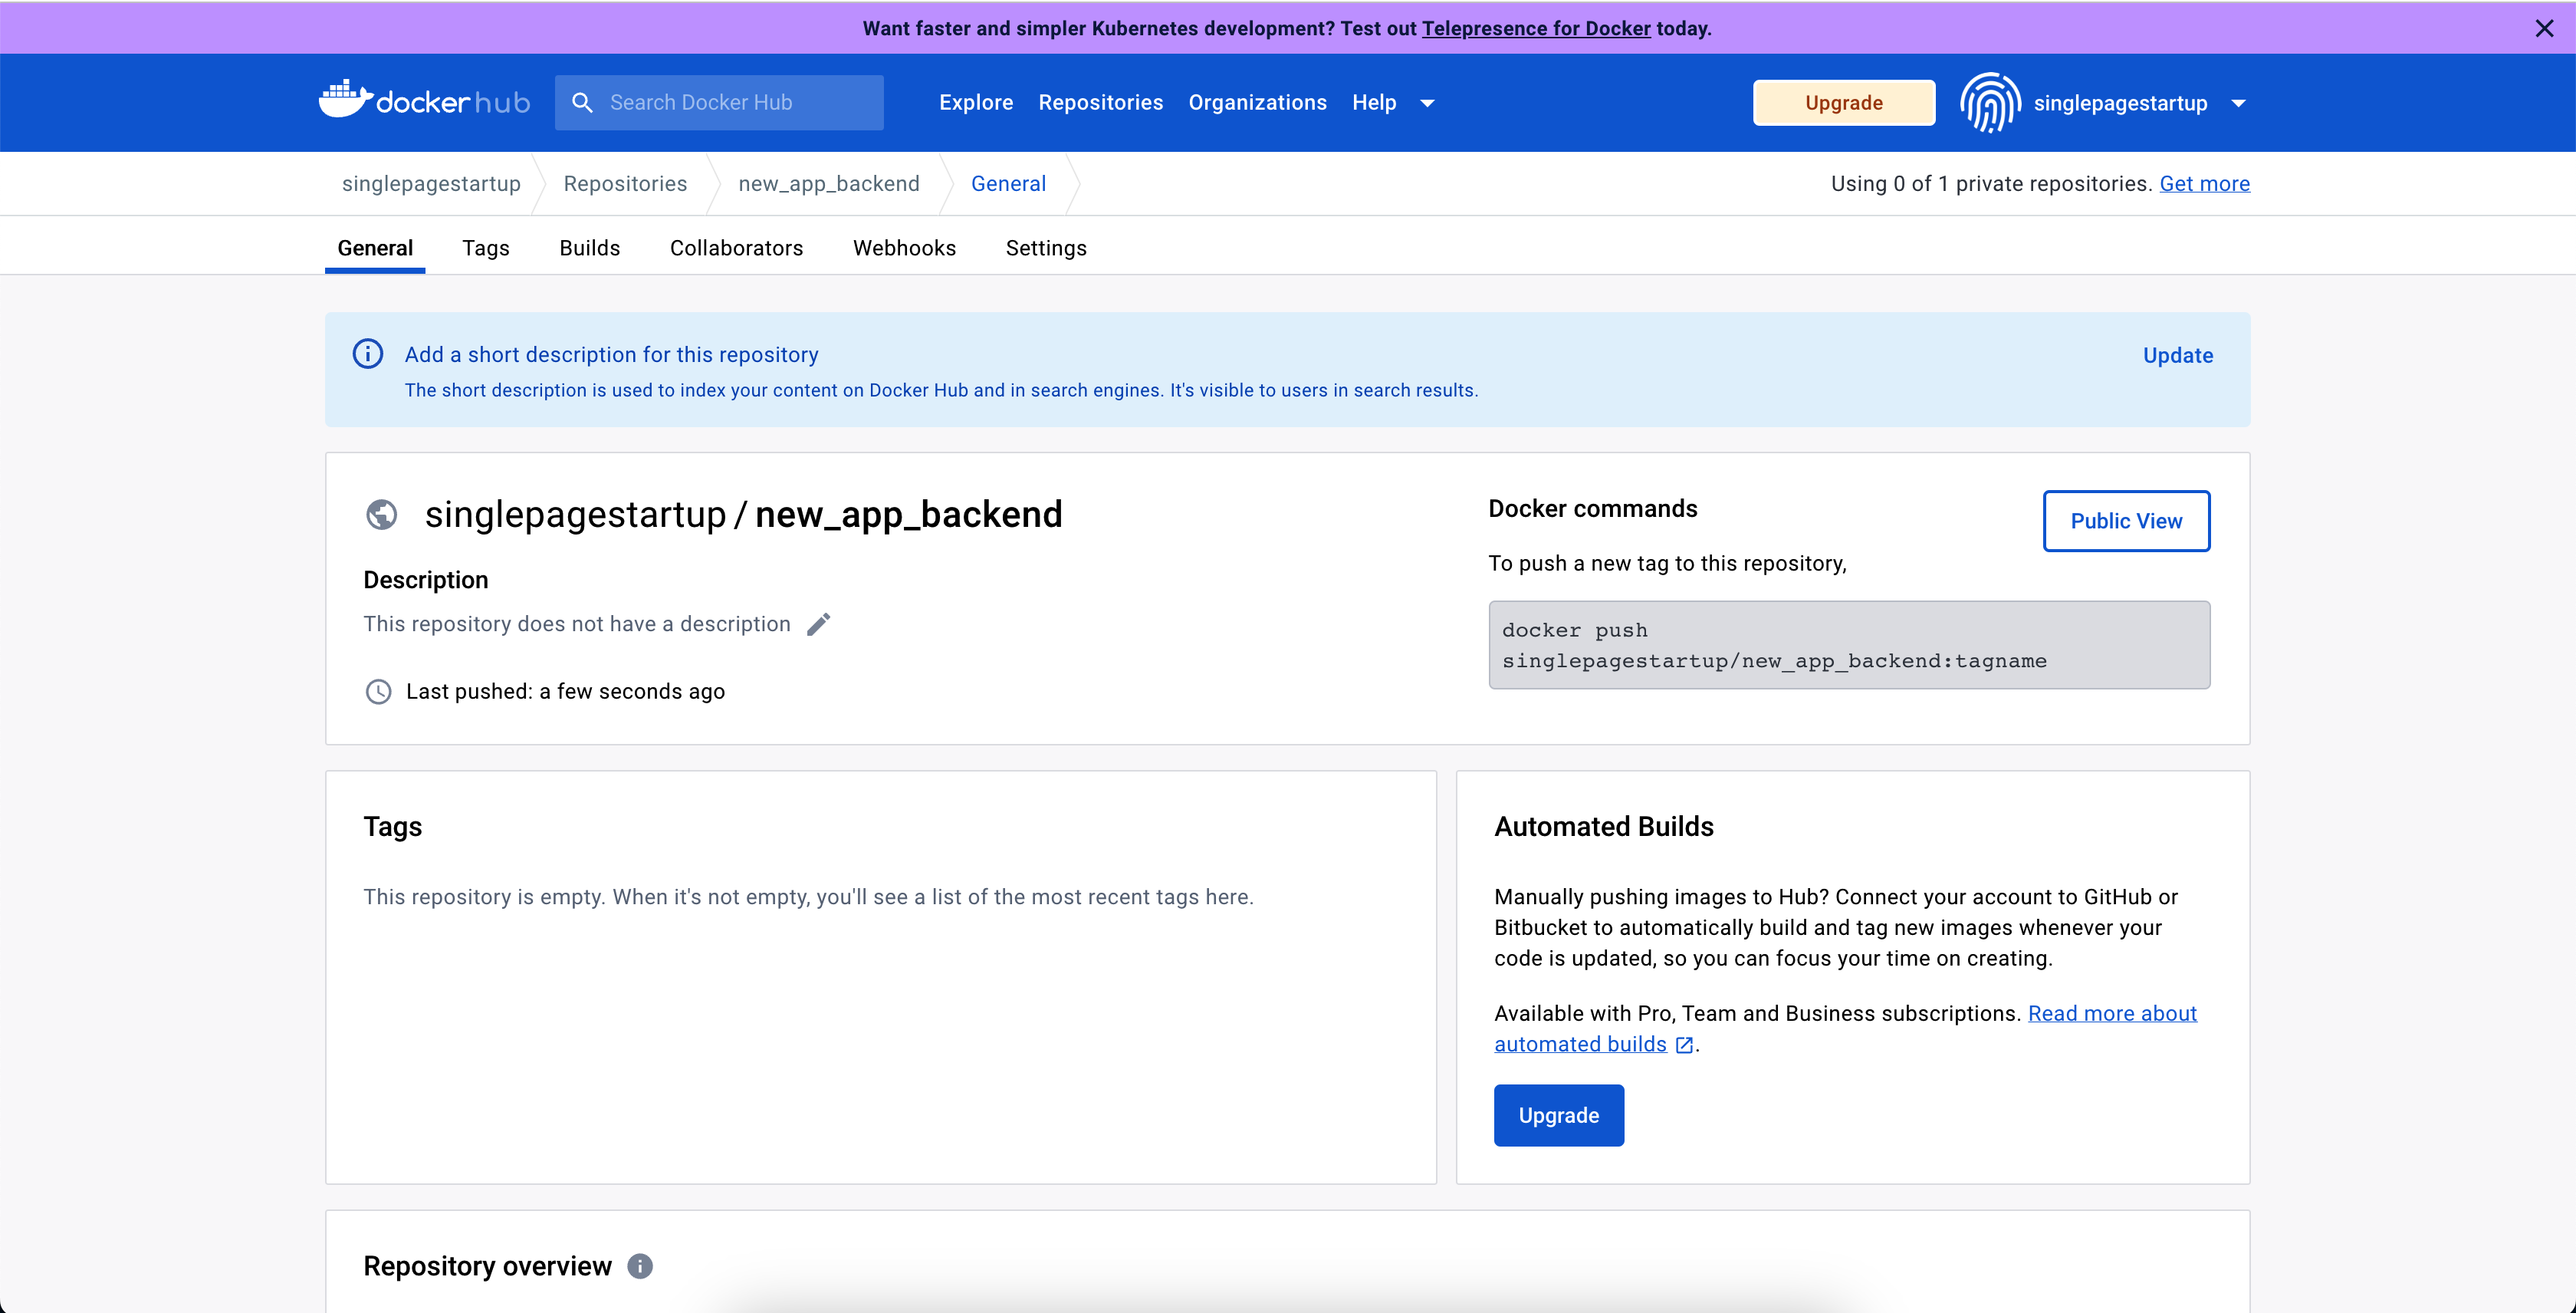 Want faster and simpler Kubernetes development? Test out Telepresence for Docker today.
docker hub
Search Docker Hub
Explore
Repositories
Organizations
Help
Upgrade
singlepagestartup
singlepagestartup
Repositories
new_app_backend
General
Using 0 of 1 private repositories. Get more
General
Tags
Builds
Collaborators
Webhooks
Settings
Add a short description for this repository
Update
The short description is used to index your content on Docker Hub and in search engines. It's visible to users in search results.
singlepagestartup / new_app_backend
Description
This repository does not have a description
Last pushed: a few seconds ago
Docker commands
Public View
To push a new tag to this repository,
docker push
singlepagestartup/new_app_backend:tagname
Tags
This repository is empty. When it's not empty, you'll see a list of the most recent tags here.
Automated Builds
Manually pushing images to Hub? Connect your account to GitHub or
Bitbucket to automatically build and tag new images whenever your
code is updated, so you can focus your time on creating.
Available with Pro, Team and Business subscriptions. Read more about
automated builds .
Upgrade
Repository overview